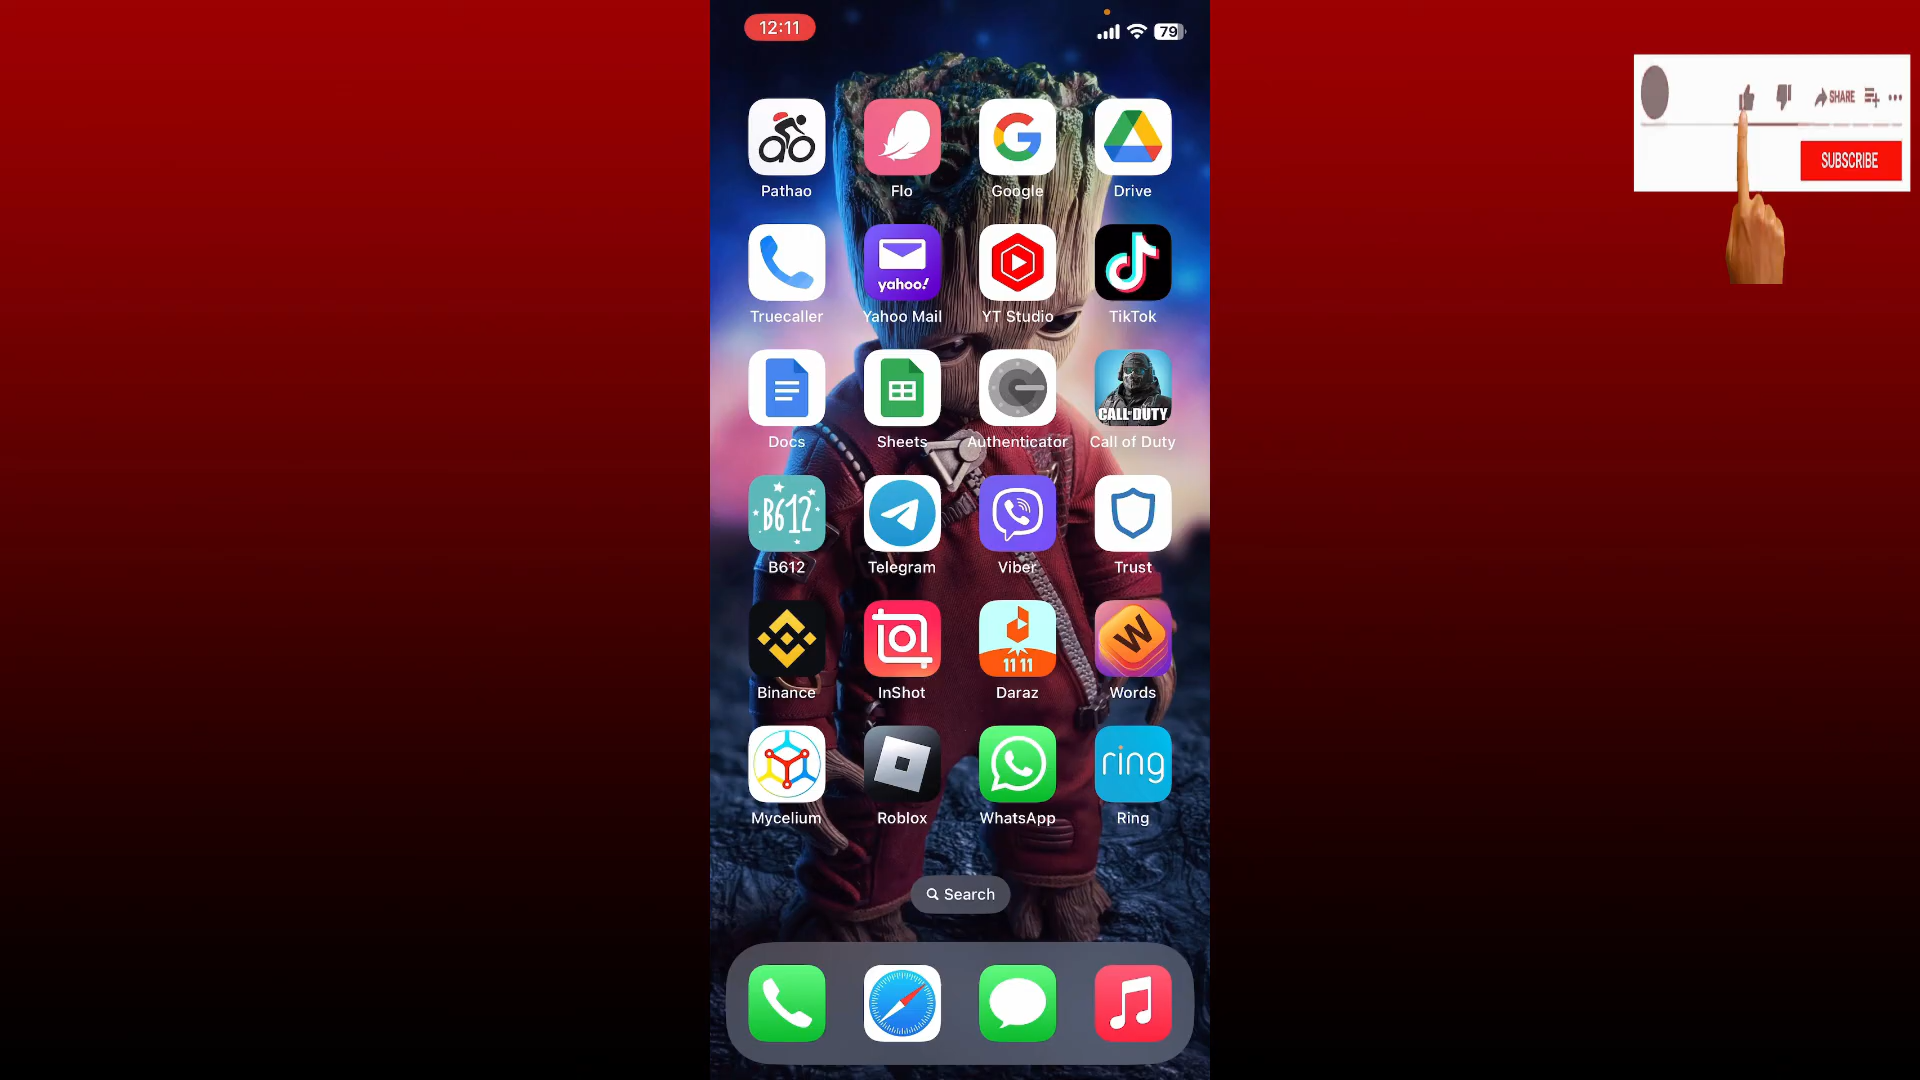 12:11
79
SHARE
SUBSCRIBE
Pathao Flo Google Drive
yahoo!
Truecaller Yahoo Mail YT Studio TikTok
CALL OF DUTY
Docs Sheets Authenticator Call of Duty
B612
B612 Telegram Viber Trust
11 11
W
Binance InShot Daraz Words
ring
Mycelium Roblox WhatsApp Ring
Search